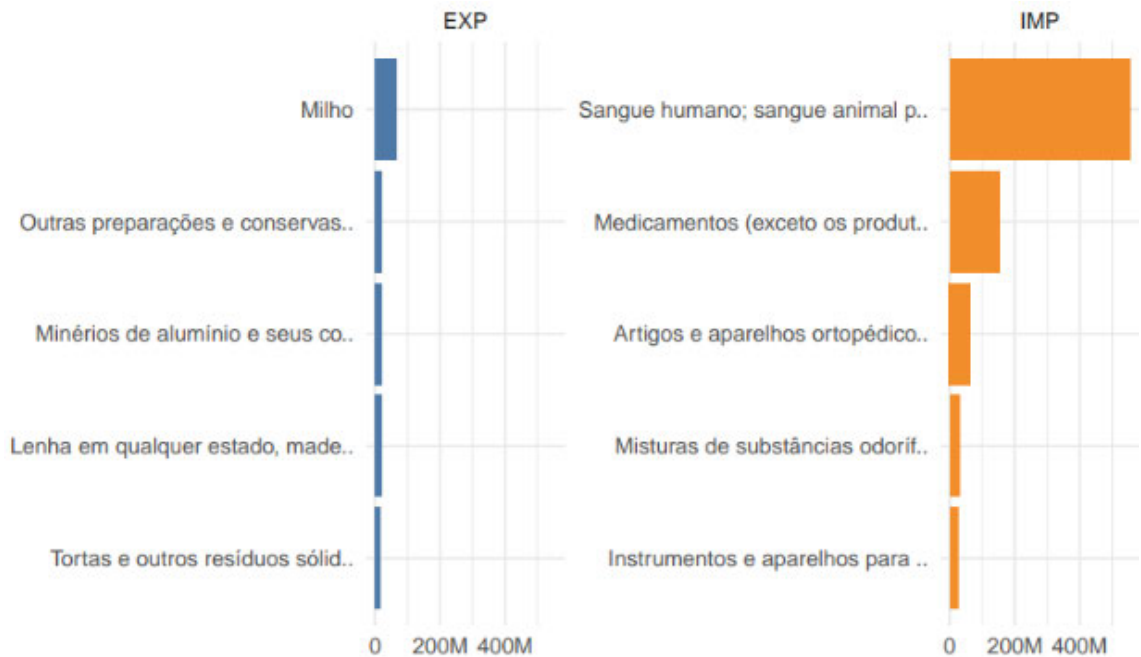 EXP
Milho
Outras preparações e conservas..
Minérios de alumínio e seus co..
Lenha em qualquer estado, made..
Tortas e outros resíduos sólid..
0 200M 400M
IMP
Sangue humano; sangue animal p..
Medicamentos (exceto os produt..
Artigos e aparelhos ortopédico..
Misturas de substâncias odoríf..
Instrumentos e aparelhos para ..
0 200M 400M